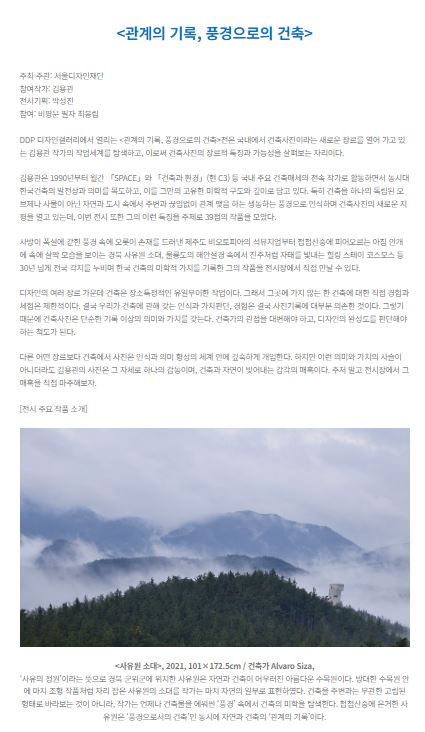 <관계의 기록, 풍경으로의 건축>
주최·주관: 서울디자인재단
참여작가: 김용관
전시기획: 박성진
참여: 비평문 필자 최봉림
DDP 디자인갤러리에서 열리는 <관계의 기록, 풍경으로의 건축>전은 국내에서 건축사진이라는 새로운 장르를 열어 가고 있
는 김용관 작가의 작업세계를 탐색하고, 이로써 건축사진의 장르적 특징과 가능성을 살펴보는 자리이다.
김용관은 1990년부터 월간 「SPACE」와 「건축과 환경」(현 C3) 등 국내 주요 건축매체의 전속 작가로 활동하면서 동시대
한국건축의 발전상과 의미를 목도하고, 이를 그만의 고유한 미학적 구도와 깊이로 담고 있다. 특히 건축을 하나의 독립된 오
브제나 사물이 아닌 자연과 도시 속에서 주변과 끊임없이 관계 맺음 하는 생동하는 풍경으로 인식하며 건축사진의 새로운 지
평을 열고 있는데, 이번 전시 또한 그의 이런 특징을 주제로 39점의 작품을 모았다.
사방이 폭설에 갇힌 풍경 속에 오롯이 존재를 드러낸 제주도 비오토피아의 석뮤지엄부터 첩첩산중에 피어오르는 아침 안개
에 속에 살짝 모습을 보이는 경북 사유원 소대, 울릉도의 해안절경 속에서 진주처럼 자태를 빛내는 힐링 스테이 코스모스 등
30년 넘게 전국 각지를 누비며 한국 건축의 미학적 가치를 기록한 그의 작품을 전시장에서 직접 만날 수 있다.
디자인의 여러 장르 가운데 건축은 장소특정적인 유일무이한 작업이다. 그래서 그곳에 가지 않는 한 건축에 대한 직접 경험과
체험은 제한적이다. 결국 우리가 건축에 관해 갖는 인식과 가치판단, 경험은 결국 사진기록에 대부분 의존한 것이다. 그렇기
때문에 건축사진은 단순한 기록 이상의 의미와 가치를 갖는다. 건축가의 관점을 대변해야 하고, 디자인의 완성도를 판단해야
하는 척도가 된다.
다른 어떤 장르보다 건축에서 사진은 인식과 의미 형성의 세계 안에 깊숙하게 개입한다. 하지만 이런 의미와 가치의 사슬이
아니더라도 김용관의 사진은 그 자체로 하나의 감동이며, 건축과 자연이 빚어내는 감각의 매혹이다. 주저 말고 전시장에서 그
매혹을 직접 마주해보자.
[전시 주요 작품 소개]
<사유원 소대>, 2021, 101×172.5cm / 건축가 Alvaro Siza,
'사유의 정원'이라는 뜻으로 경북 군위군에 위치한 사유원은 자연과 건축이 어우러진 아름다운 수목원이다. 방대한 수목원 안
에 마치 조형 작품처럼 자리 잡은 사유원의 소대를 작가는 마치 자연의 일부로 표현하였다. 건축을 주변과는 무관한 고립된
형태로 바라보는 것이 아니라, 작가는 언제나 건축물을 에워싼 '풍경' 속에서 건축의 미학을 탐색한다. 첩첩산중에 은거한 사
유원은 '풍경으로서의 건축'인 동시에 자연과 건축의 '관계의 기록'이다.